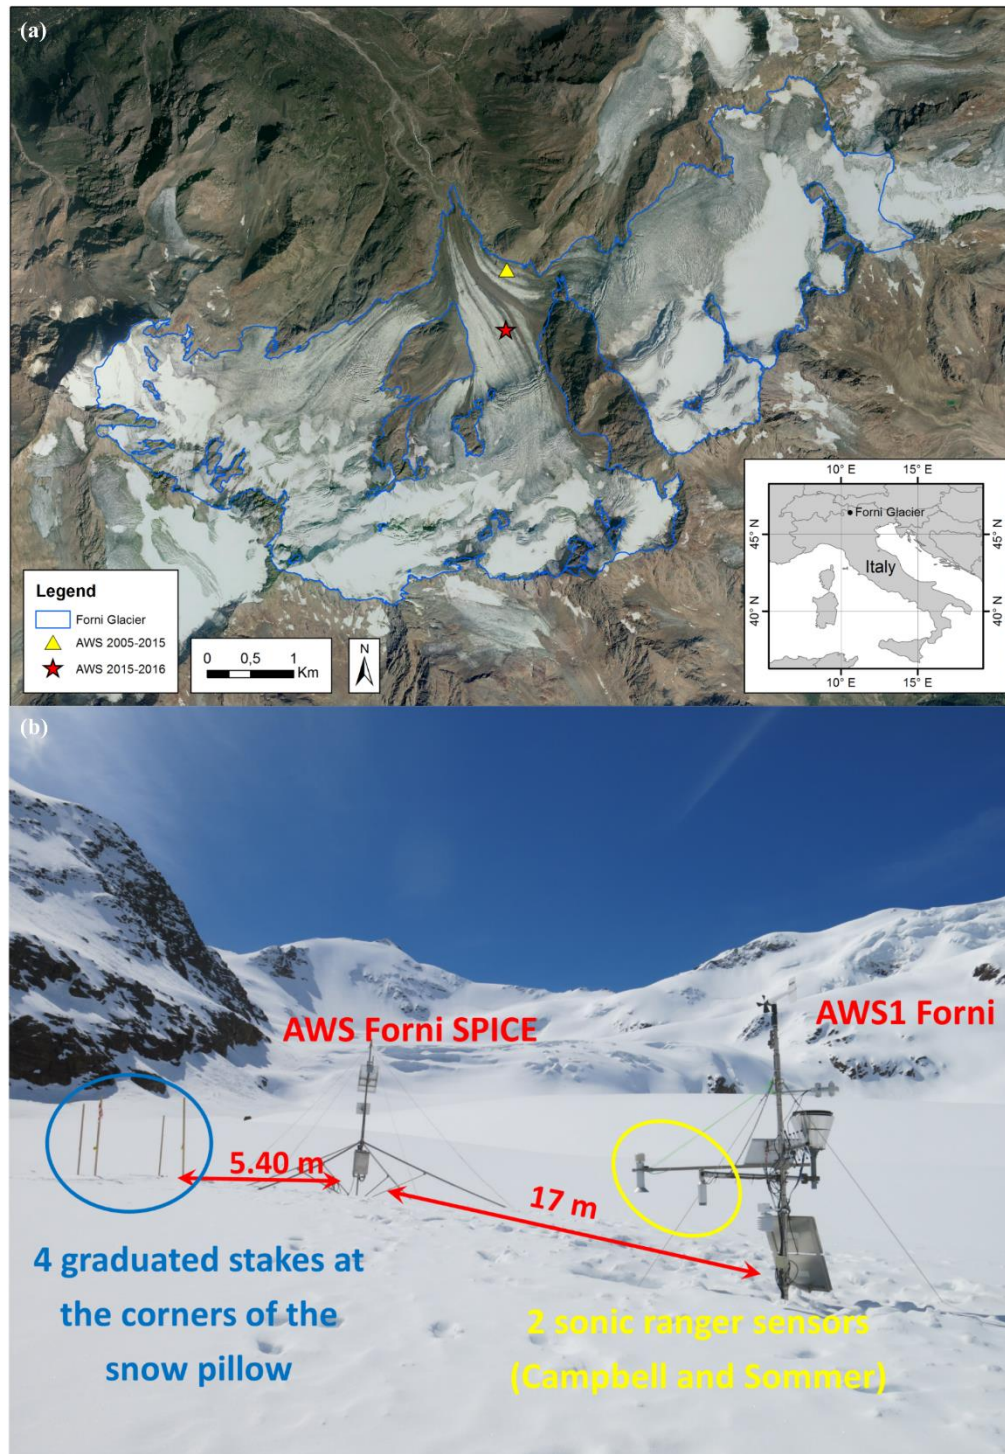 (a)
10° E
15° E
Forni Glacier
45° N
45° N
Italy
40° N
40° N
10° E
15° E
Legend
Forni Glacier
AWS 2005-2015
AWS 2015-2016
0
0,5
1
Km
N
(b)
AWS Forni SPICE
AWS1 Forni
5.40 m
17 m
4 graduated stakes at
the corners of the
snow pillow
2 sonic ranger sensors
(Campbell and Sommer)